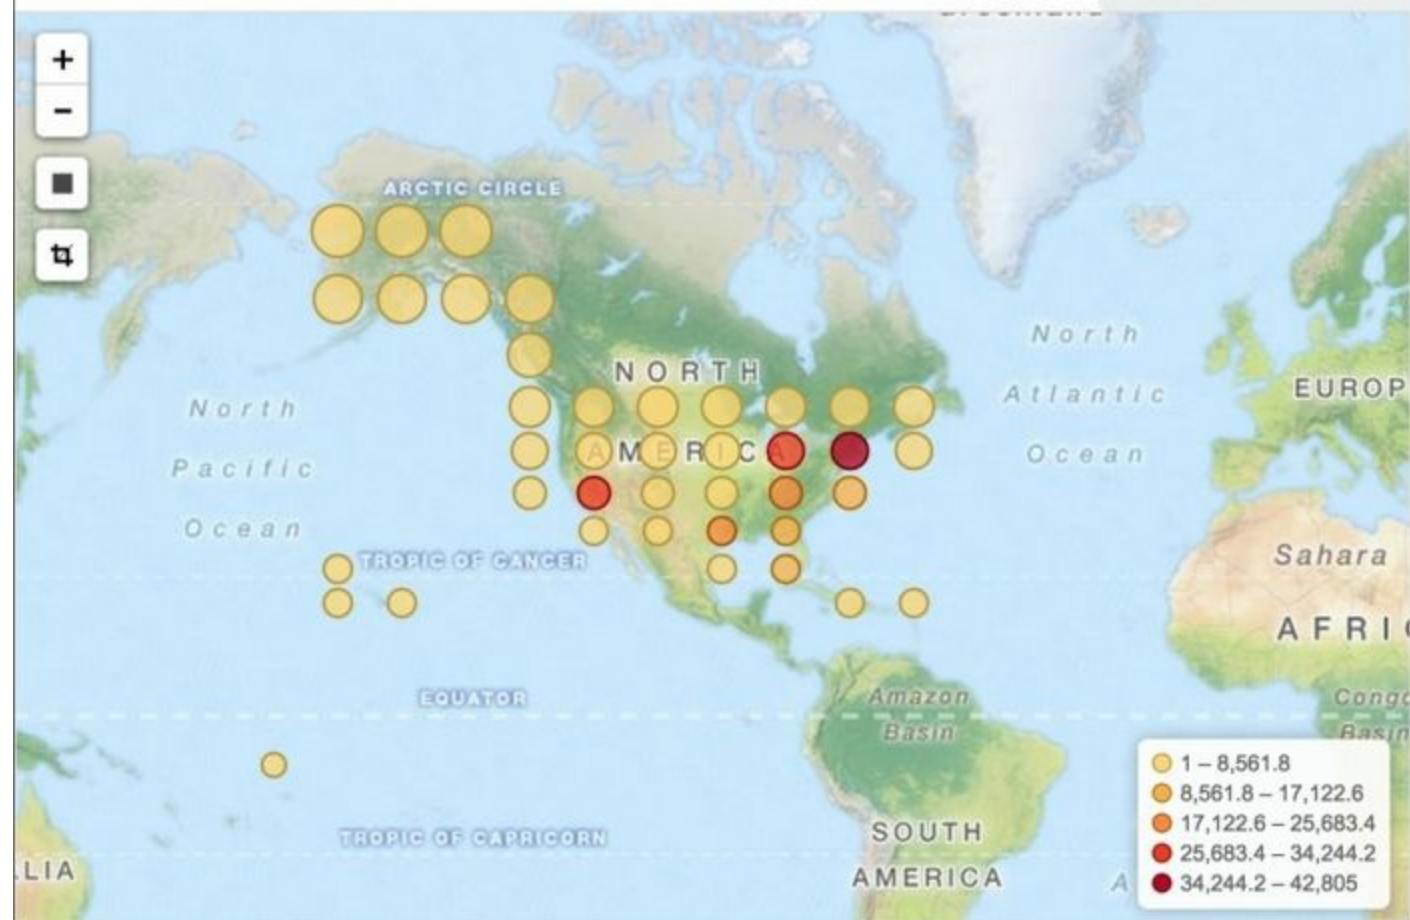 +
−
ARCTIC CIRCLE
North
Atlantic
Ocean
NORTH
AMERICA
EUROP
North
Pacific
Ocean
TROPIC OF CANCER
Sahara
AFRIC
EQUATOR
Amazon
Basin
Congo
Basin
TROPIC OF CAPRICORN
SOUTH
AMERICA
LLIA
A
1 – 8,561.8
8,561.8 – 17,122.6
17,122.6 – 25,683.4
25,683.4 – 34,244.2
34,244.2 – 42,805